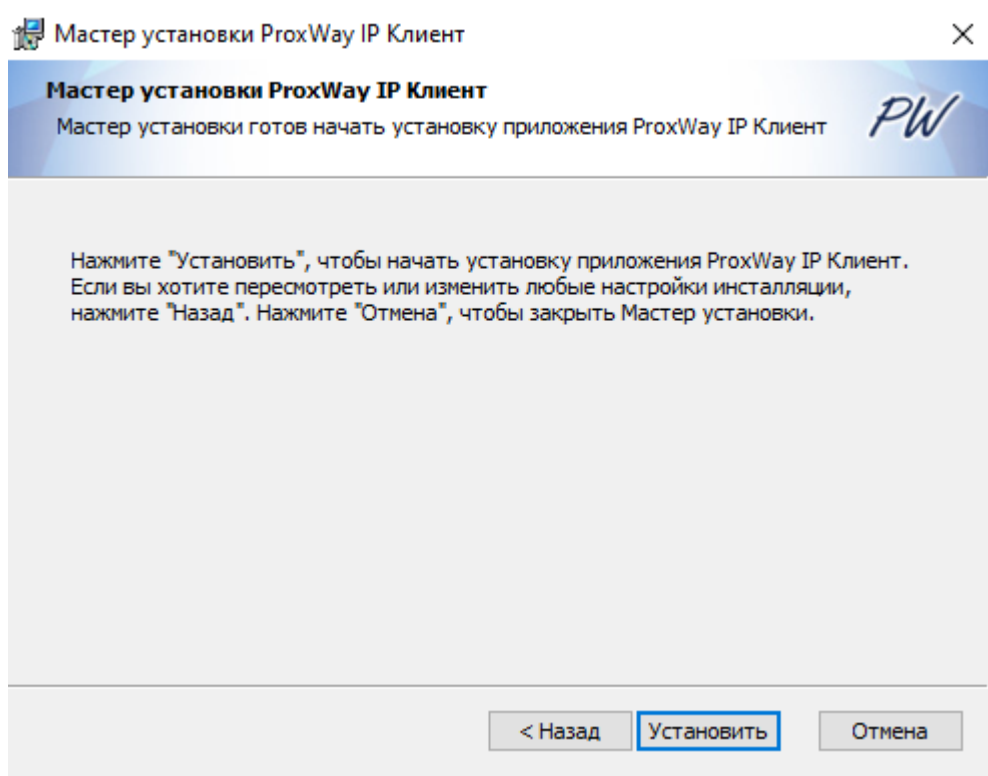 Мастер установки ProxWay IP Клиент
Мастер установки ProxWay IP Клиент
Мастер установки готов начать установку приложения ProxWay IP Клиент
PW
Нажмите "Установить", чтобы начать установку приложения ProxWay IP Клиент.
Если вы хотите пересмотреть или изменить любые настройки инсталляции,
нажмите "Назад". Нажмите "Отмена", чтобы закрыть Мастер установки.
< Назад Установить Отмена